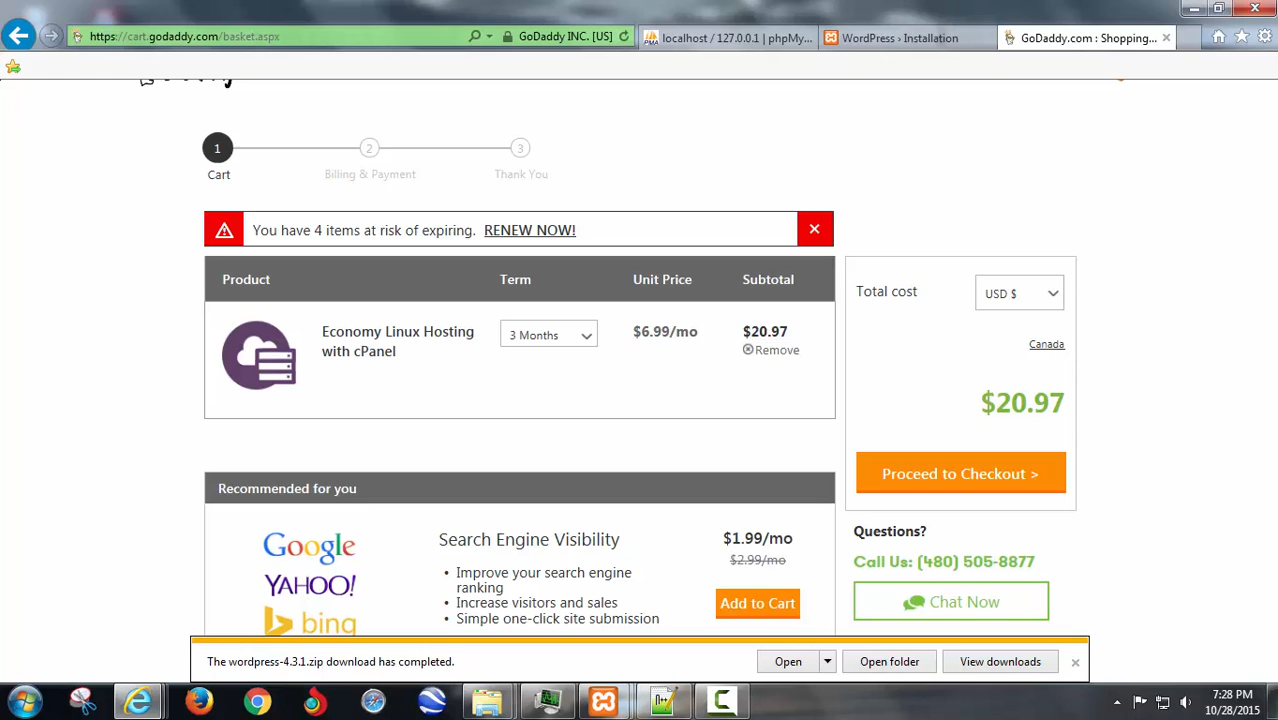 https://cart.godaddy.com/basket.aspx
GoDaddy INC. [US]
localhost / 127.0.0.1 | phpMy...
WordPress › Installation
GoDaddy.com : Shopping...
1
2
3
Cart
Billing & Payment
Thank You
You have 4 items at risk of expiring. RENEW NOW!
Product
Term
Unit Price
Subtotal
Economy Linux Hosting
with cPanel
3 Months
$6.99/mo
$20.97
Remove
Total cost
USD $
Canada
$20.97
Proceed to Checkout >
Recommended for you
Google
YAHOO!
bing
Search Engine Visibility
• Improve your search engine
ranking
• Increase visitors and sales
• Simple one-click site submission
$1.99/mo
$2.99/mo
Add to Cart
Questions?
Call Us: (480) 505-8877
Chat Now
The wordpress-4.3.1.zip download has completed.
Open
Open folder
View downloads
7:28 PM
10/28/2015